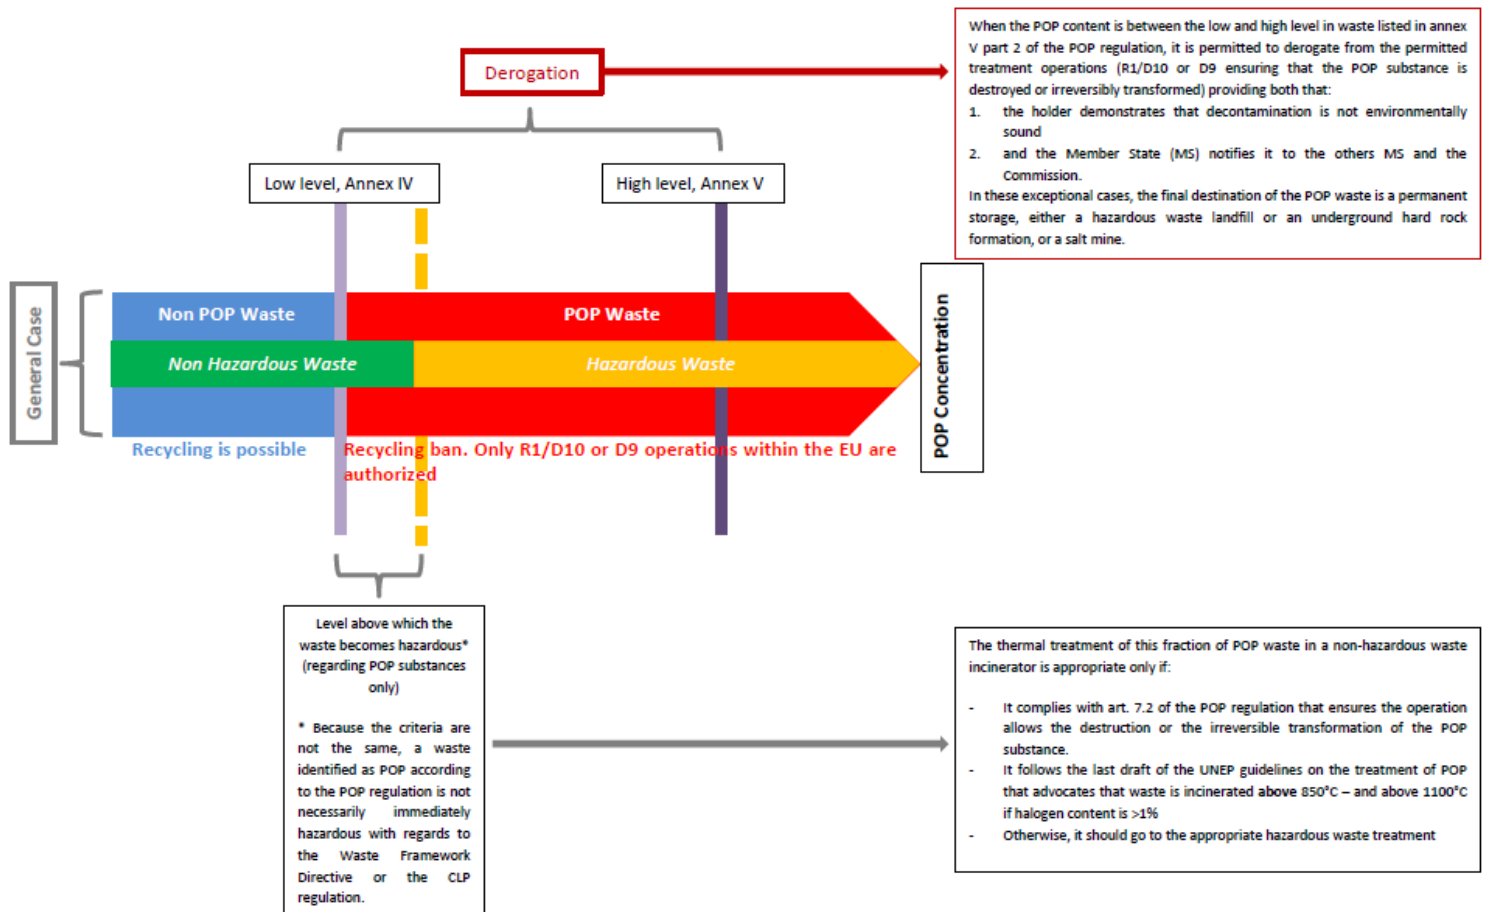 When the POP content is between the low and high level in waste listed in annex
V part 2 of the POP regulation, it is permitted to derogate from the permitted
treatment operations (R1/D10 or D9 ensuring that the POP substance is
destroyed or irreversibly transformed) providing both that:
1. the holder demonstrates that decontamination is not environmentally
sound
2. and the Member State (MS) notifies it to the others MS and the
Commission.
In these exceptional cases, the final destination of the POP waste is a permanent
storage, either a hazardous waste landfill or an underground hard rock
formation, or a salt mine.
Derogation
Low level, Annex IV
High level, Annex V
General Case
Non POP Waste
POP Waste
Non Hazardous Waste
Hazardous Waste
POP Concentration
Recycling is possible
Recycling ban. Only R1/D10 or D9 operations within the EU are
authorized
Level above which the
waste becomes hazardous*
(regarding POP substances
only)
* Because the criteria are
not the same, a waste
identified as POP according
to the POP regulation is not
necessarily immediately
hazardous with regards to
the Waste Framework
Directive or the CLP
regulation.
The thermal treatment of this fraction of POP waste in a non-hazardous waste
incinerator is appropriate only if:
- It complies with art. 7.2 of the POP regulation that ensures the operation
allows the destruction or the irreversible transformation of the POP
substance.
- It follows the last draft of the UNEP guidelines on the treatment of POP
that advocates that waste is incinerated above 850°C – and above 1100°C
if halogen content is >1%
- Otherwise, it should go to the appropriate hazardous waste treatment